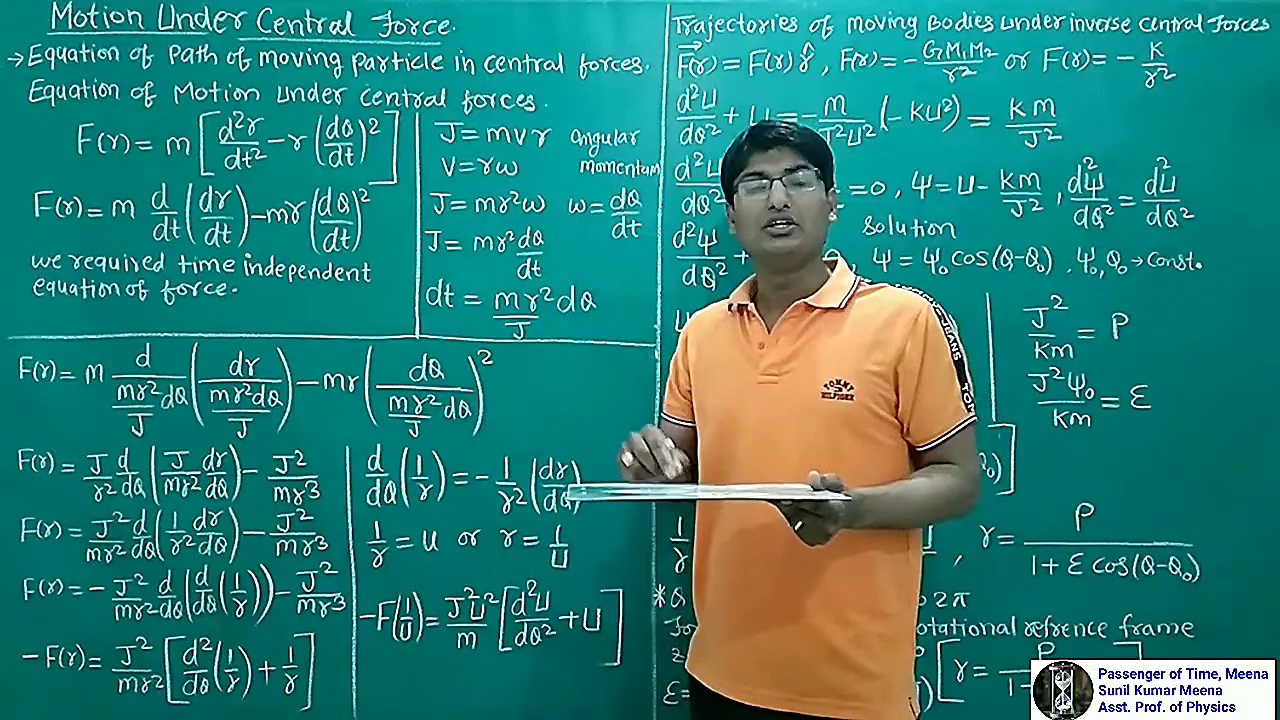 Motion Under Central Force.
→ Equation of Path of moving particle in central forces.
Equation of Motion Under central forces.
F(r) = m [d²r/dt² - r (dθ/dt)²]
F(r) = m d/dt (dr/dt) - mr (dθ/dt)²
we required time independent
equation of force.
J = mvr angular
momentum
V = rω
J = mr²ω ω = dθ/dt
J = mr² dθ/dt
dt = mr²dθ/J
F(r) = m d/(mr²dθ/J) (dr/(mr²dθ/J)) - mr (dθ/(mr²dθ/J))²
F(r) = J/r² d/dθ (J/mr² dr/dθ) - J²/mr³
F(r) = J²/mr² d/dθ (1/r² dr/dθ) - J²/mr³
F(r) = - J²/mr² d/dθ (d/dθ (1/r)) - J²/mr³
-F(r) = J²/mr² [d²/dθ (1/r) + 1/r]
d/dθ (1/r) = - 1/r² (dr/dθ)
1/r = u or r = 1/U
-F(1/U) = J²U²/m [d²U/dθ² + U]
Trajectories of moving Bodies under inverse central Forces
F(r) = F(r) r̂, F(r) = - G M₁M₂/r² or F(r) = - K/r²
d²U/dθ² + U = - m/J²U² (-KU²) = Km/J²
d²U/dθ² = 0, Ψ = U - Km/J², d²Ψ/dθ² = d²U/dθ²
Solution
d²Ψ/dθ² + Ψ = Ψ₀ cos(θ-θ₀), Ψ₀, θ₀ → Const.
J²/km = P
J²Ψ₀/km = ε
1/r , r = P/(1 + ε cos(θ-θ₀))
*θ 2π
otational refrence frame
[r = P
TOMMY
HILFIGER
Passenger of Time, Meena
Sunil Kumar Meena
Asst. Prof. of Physics